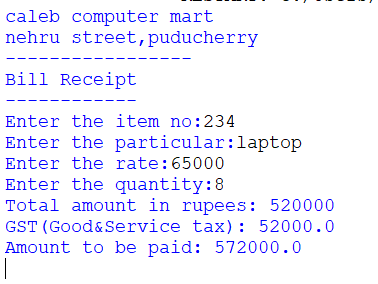 caleb computer mart
nehru street,puducherry
-----------------
Bill Receipt
------------
Enter the item no:234
Enter the particular:laptop
Enter the rate:65000
Enter the quantity:8
Total amount in rupees: 520000
GST(Good&Service tax): 52000.0
Amount to be paid: 572000.0